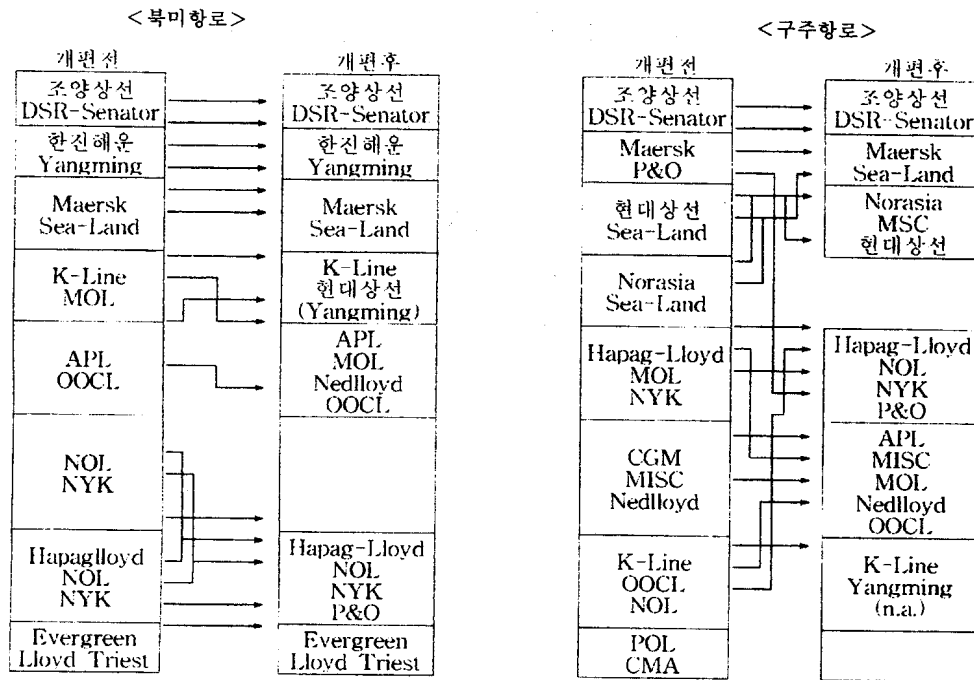 <북미항로>
개편전
조양상선
DSR-Senator
한진해운
Yangming
Maersk
Sea-Land
K-Line
MOL
APL
OOCL
NOL
NYK
Hapaglloyd
NOL
NYK
Evergreen
Lloyd Triest
개편후
조양상선
DSR-Senator
한진해운
Yangming
Maersk
Sea-Land
K-Line
현대상선
(Yangming)
APL
MOL
Nedlloyd
OOCL
Hapag-Lloyd
NOL
NYK
P&O
Evergreen
Lloyd Triest
<구주항로>
개편전
조양상선
DSR-Senator
Maersk
P&O
현대상선
Sea-Land
Norasia
Sea-Land
Hapag-Lloyd
MOL
NYK
CGM
MISC
Nedlloyd
K-Line
OOCL
NOL
POL
CMA
개편후
조양상선
DSR-Senator
Maersk
Sea-Land
Norasia
MSC
현대상선
Hapag-Lloyd
NOL
NYK
P&O
APL
MISC
MOL
Nedlloyd
OOCL
K-Line
Yangming
(n.a.)